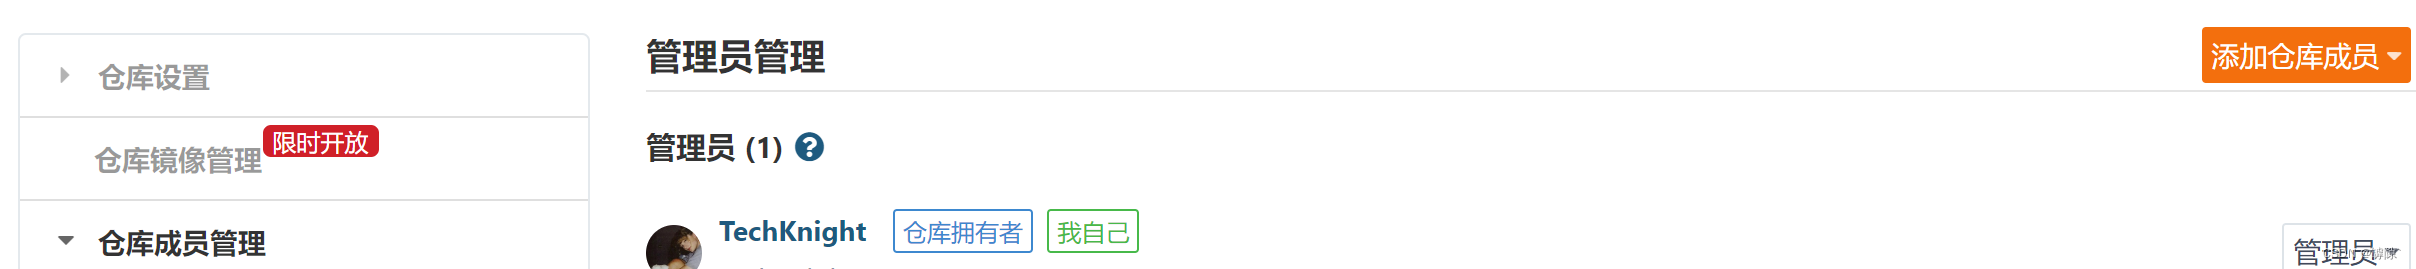 仓库设置
仓库镜像管理 限时开放
仓库成员管理
管理员管理
添加仓库成员
管理员 (1)
TechKnight 仓库拥有者 我自己
管理员